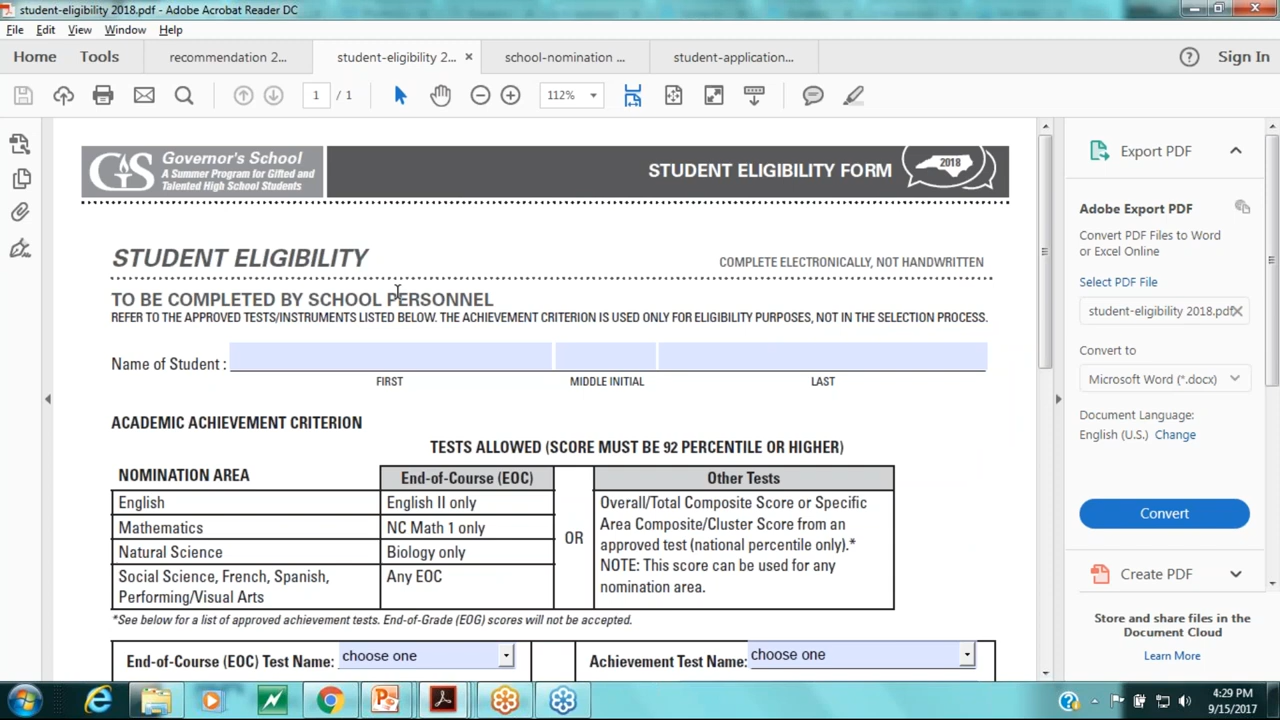 student-eligibility 2018.pdf - Adobe Acrobat Reader DC
File Edit View Window Help
Home Tools recommendation 2... student-eligibility 2... × school-nomination ... student-application... ? Sign In
1 / 1 112%
Governor's School
A Summer Program for Gifted and
Talented High School Students
STUDENT ELIGIBILITY FORM 2018
STUDENT ELIGIBILITY
COMPLETE ELECTRONICALLY, NOT HANDWRITTEN
TO BE COMPLETED BY SCHOOL PERSONNEL
REFER TO THE APPROVED TESTS/INSTRUMENTS LISTED BELOW. THE ACHIEVEMENT CRITERION IS USED ONLY FOR ELIGIBILITY PURPOSES, NOT IN THE SELECTION PROCESS.
Name of Student :
FIRST MIDDLE INITIAL LAST
ACADEMIC ACHIEVEMENT CRITERION
TESTS ALLOWED (SCORE MUST BE 92 PERCENTILE OR HIGHER)
NOMINATION AREA End-of-Course (EOC) Other Tests
English English II only
Mathematics NC Math 1 only
Natural Science Biology only
Social Science, French, Spanish,
Performing/Visual Arts
Any EOC
OR
Overall/Total Composite Score or Specific
Area Composite/Cluster Score from an
approved test (national percentile only).*
NOTE: This score can be used for any
nomination area.
*See below for a list of approved achievement tests. End-of-Grade (EOG) scores will not be accepted.
End-of-Course (EOC) Test Name: choose one Achievement Test Name: choose one
Export PDF
Adobe Export PDF
Convert PDF Files to Word
or Excel Online
Select PDF File
student-eligibility 2018.pdf ×
Convert to
Microsoft Word (*.docx)
Document Language:
English (U.S.) Change
Convert
Create PDF
Store and share files in the
Document Cloud
Learn More
4:29 PM
9/15/2017